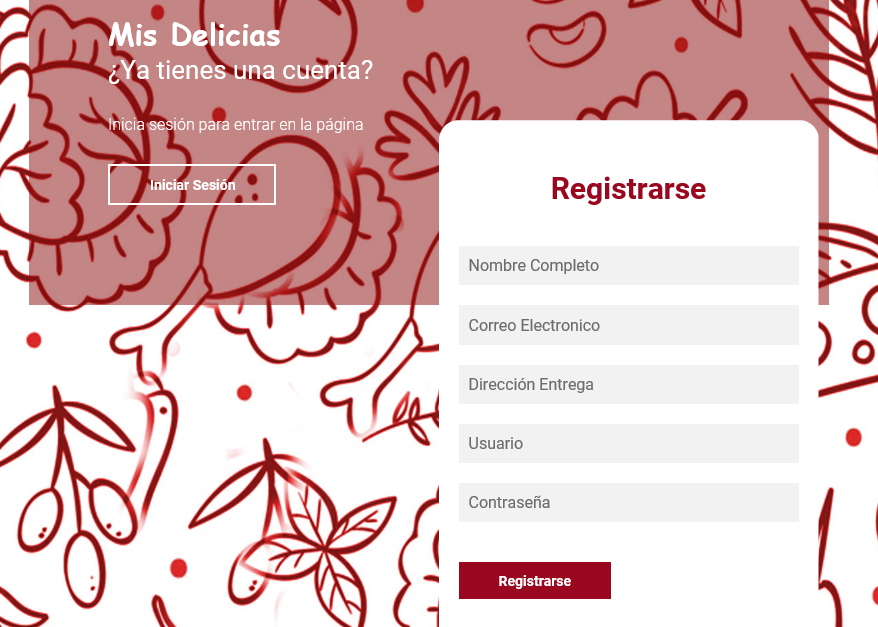 Mis Delicias
¿Ya tienes una cuenta?
Inicia sesión para entrar en la página
Iniciar Sesión
Registrarse
Nombre Completo
Correo Electronico
Dirección Entrega
Usuario
Contraseña
Registrarse